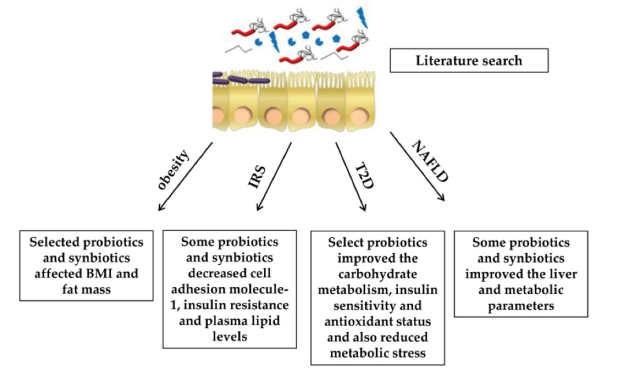 Literature search
obesity
IRS
T2D
NAFLD
Selected probiotics
and synbiotics
affected BMI and
fat mass
Some probiotics
and synbiotics
decreased cell
adhesion molecule-
1, insulin resistance
and plasma lipid
levels
Select probiotics
improved the
carbohydrate
metabolism, insulin
sensitivity and
antioxidant status
and also reduced
metabolic stress
Some probiotics
and synbiotics
improved the liver
and metabolic
parameters